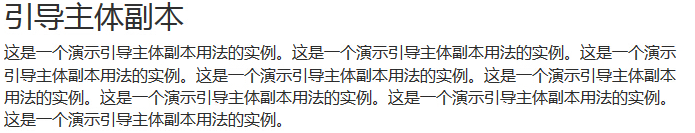 引导主体副本
这是一个演示引导主体副本用法的实例。这是一个演示引导主体副本用法的实例。这是一个演示
引导主体副本用法的实例。这是一个演示引导主体副本用法的实例。这是一个演示引导主体副本
用法的实例。这是一个演示引导主体副本用法的实例。这是一个演示引导主体副本用法的实例。
这是一个演示引导主体副本用法的实例。